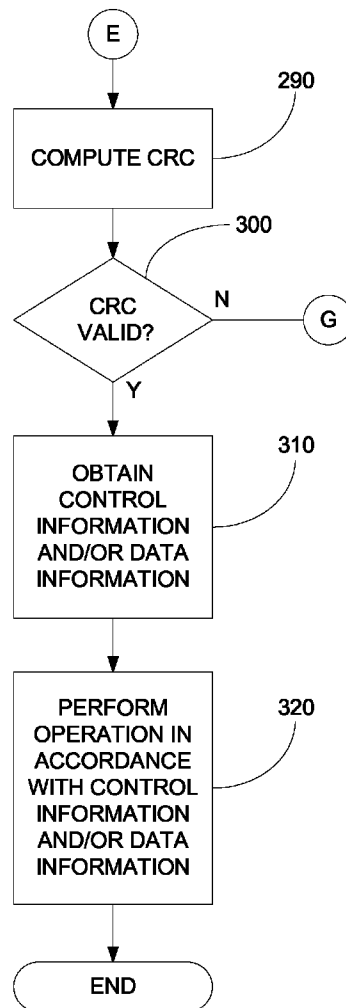 E
290
COMPUTE CRC
300
CRC
VALID?
N
G
Y
310
OBTAIN
CONTROL
INFORMATION
AND/OR DATA
INFORMATION
320
PERFORM
OPERATION IN
ACCORDANCE
WITH CONTROL
INFORMATION
AND/OR DATA
INFORMATION
END